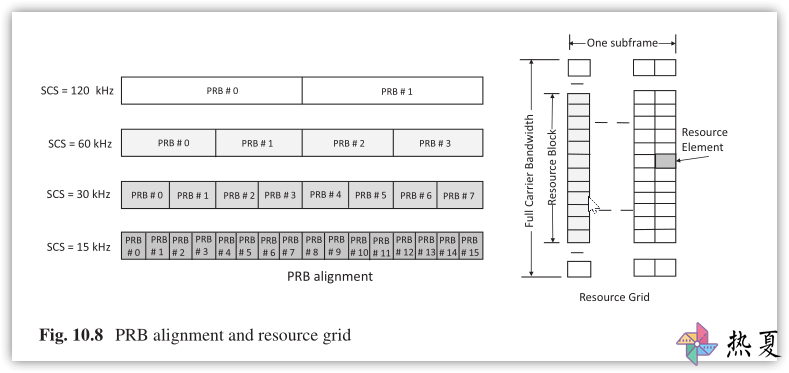 SCS = 120 kHz
PRB # 0
PRB # 1
SCS = 60 kHz
PRB # 0
PRB # 1
PRB # 2
PRB # 3
SCS = 30 kHz
PRB # 0
PRB # 1
PRB # 2
PRB # 3
PRB # 4
PRB # 5
PRB # 6
PRB # 7
SCS = 15 kHz
PRB # 0
PRB # 1
PRB # 2
PRB # 3
PRB # 4
PRB # 5
PRB # 6
PRB # 7
PRB # 8
PRB # 9
PRB # 10
PRB # 11
PRB # 12
PRB # 13
PRB # 14
PRB # 15
PRB alignment
One subframe
Full Carrier Bandwidth
Resource Block
Resource
Element
Resource Grid
Fig. 10.8 PRB alignment and resource grid
热夏